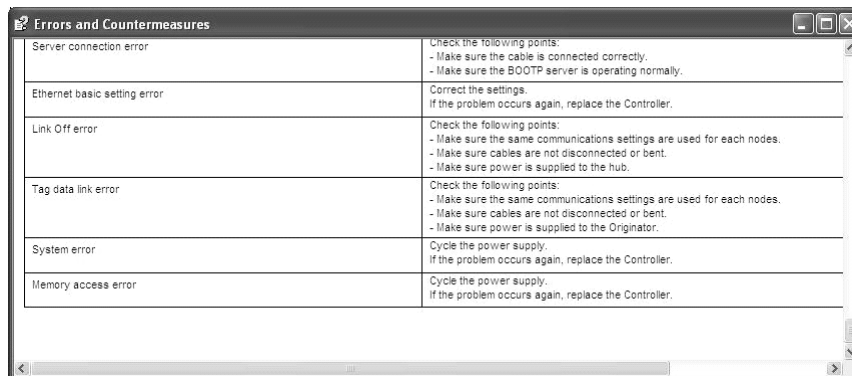 Errors and Countermeasures
Server connection error
Check the following points:
- Make sure the cable is connected correctly.
- Make sure the BOOTP server is operating normally.
Ethernet basic setting error
Correct the settings.
If the problem occurs again, replace the Controller.
Link Off error
Check the following points:
- Make sure the same communications settings are used for each nodes.
- Make sure cables are not disconnected or bent.
- Make sure power is supplied to the hub.
Tag data link error
Check the following points:
- Make sure the same communications settings are used for each nodes.
- Make sure cables are not disconnected or bent.
- Make sure power is supplied to the Originator.
System error
Cycle the power supply.
If the problem occurs again, replace the Controller.
Memory access error
Cycle the power supply.
If the problem occurs again, replace the Controller.